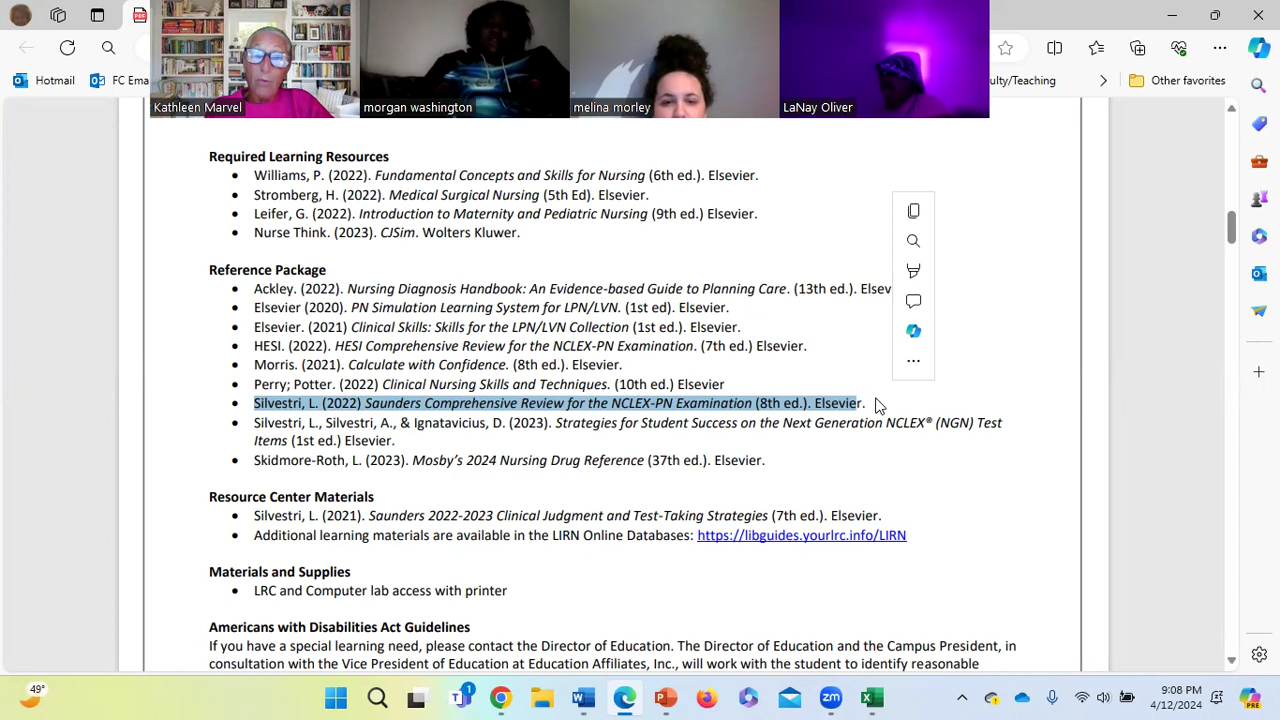 Hotmail
FC Ema
ulty/Teaching
Other favorites
Kathleen Marvel
morgan washington
melina morley
LaNay Oliver
Required Learning Resources
• Williams, P. (2022). Fundamental Concepts and Skills for Nursing (6th ed.). Elsevier.
• Stromberg, H. (2022). Medical Surgical Nursing (5th Ed). Elsevier.
• Leifer, G. (2022). Introduction to Maternity and Pediatric Nursing (9th ed.) Elsevier.
• Nurse Think. (2023). CJSim. Wolters Kluwer.
Reference Package
• Ackley. (2022). Nursing Diagnosis Handbook: An Evidence-based Guide to Planning Care. (13th ed.). Elsev
• Elsevier (2020). PN Simulation Learning System for LPN/LVN. (1st ed). Elsevier.
• Elsevier. (2021) Clinical Skills: Skills for the LPN/LVN Collection (1st ed.). Elsevier.
• HESI. (2022). HESI Comprehensive Review for the NCLEX-PN Examination. (7th ed.) Elsevier.
• Morris. (2021). Calculate with Confidence. (8th ed.). Elsevier.
• Perry; Potter. (2022) Clinical Nursing Skills and Techniques. (10th ed.) Elsevier
• Silvestri, L. (2022) Saunders Comprehensive Review for the NCLEX-PN Examination (8th ed.). Elsevier.
• Silvestri, L., Silvestri, A., & Ignatavicius, D. (2023). Strategies for Student Success on the Next Generation NCLEX® (NGN) Test
Items (1st ed.) Elsevier.
• Skidmore-Roth, L. (2023). Mosby’s 2024 Nursing Drug Reference (37th ed.). Elsevier.
Resource Center Materials
• Silvestri, L. (2021). Saunders 2022-2023 Clinical Judgment and Test-Taking Strategies (7th ed.). Elsevier.
• Additional learning materials are available in the LIRN Online Databases: https://libguides.yourlrc.info/LIRN
Materials and Supplies
• LRC and Computer lab access with printer
Americans with Disabilities Act Guidelines
If you have a special learning need, please contact the Director of Education. The Director of Education and the Campus President, in
consultation with the Vice President of Education at Education Affiliates, Inc., will work with the student to identify reasonable
49°
zm
9:08 PM
4/12/2024
PRE